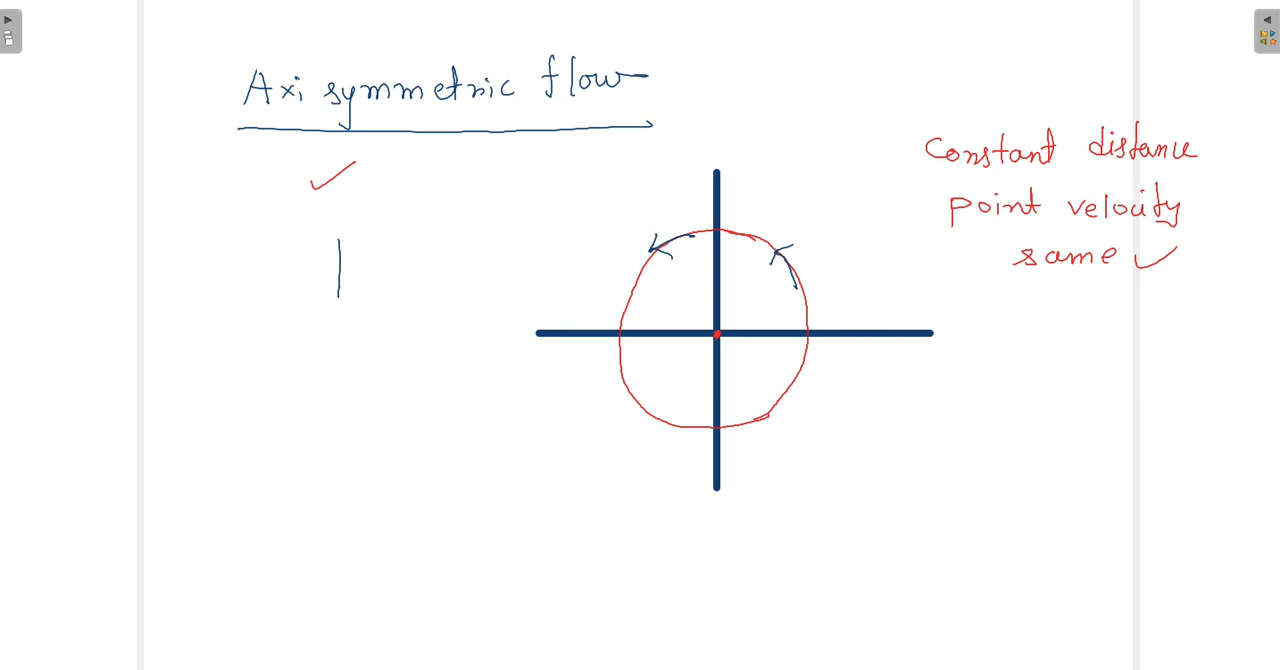 Axi symmetric flow
Constant distance
point velocity
same